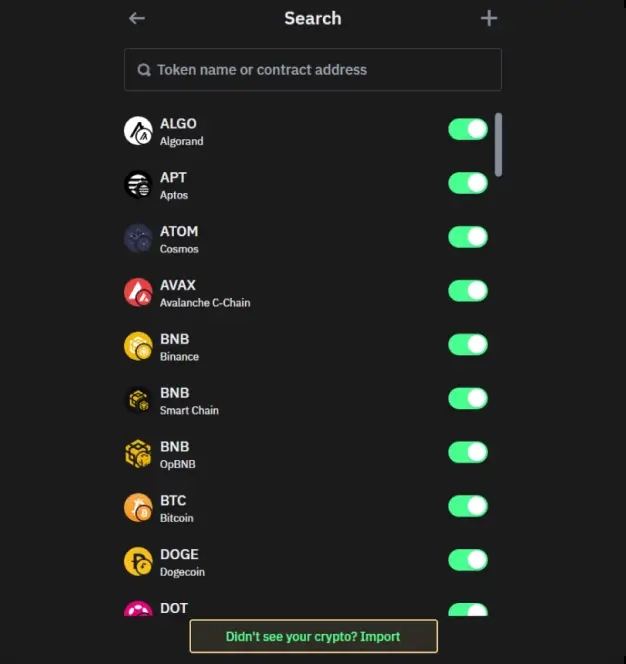 Search
Token name or contract address
ALGO
Algorand
APT
Aptos
ATOM
Cosmos
AVAX
Avalanche C-Chain
BNB
Binance
BNB
Smart Chain
BNB
OpBNB
BTC
Bitcoin
DOGE
Dogecoin
DOT
Didn't see your crypto? Import